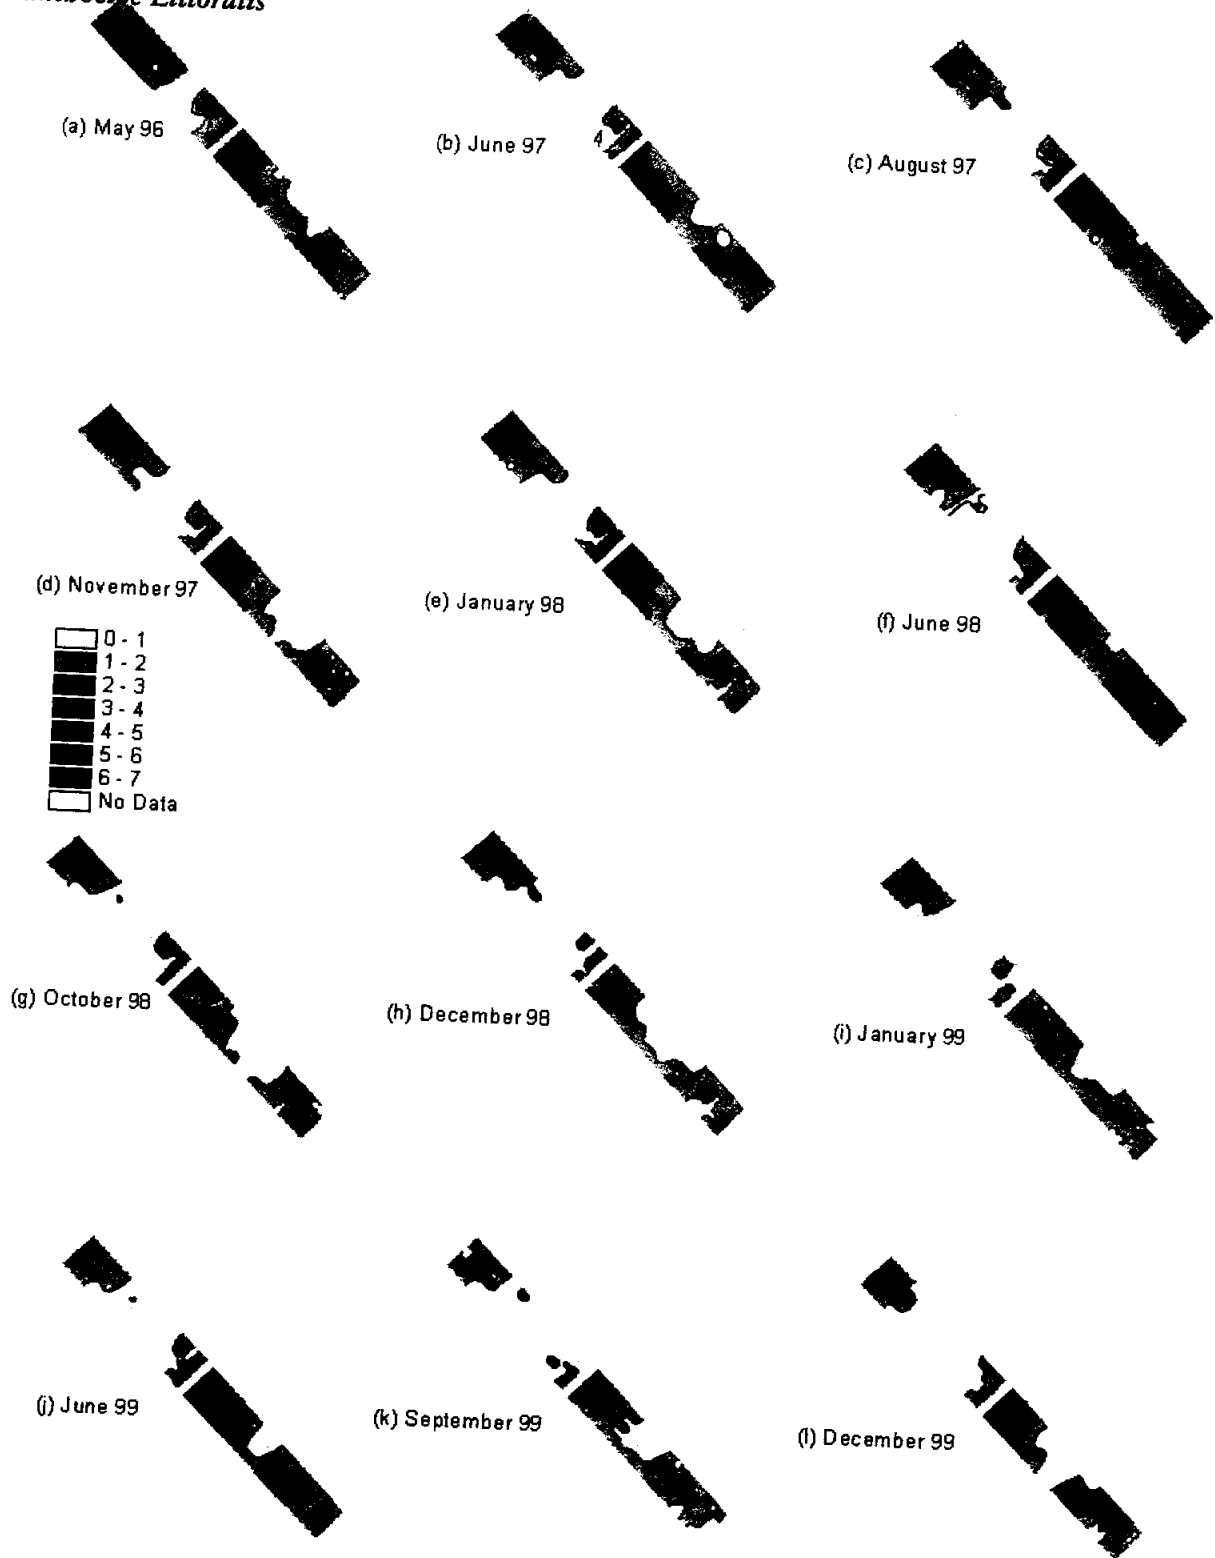 Littoralis
(a) May 96
(b) June 97
4
(c) August 97
(d) November 97
(e) January 98
(f) June 98
0 - 1
1 - 2
2 - 3
3 - 4
4 - 5
5 - 6
6 - 7
No Data
(g) October 98
(h) December 98
(i) January 99
(j) June 99
(k) September 99
(l) December 99